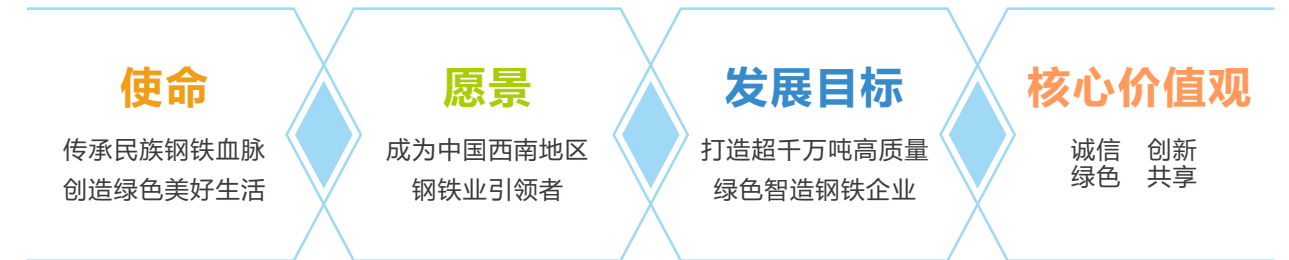 使命
传承民族钢铁血脉
创造绿色美好生活
愿景
成为中国西南地区
钢铁业引领者
发展目标
打造超千万吨高质量
绿色智造钢铁企业
核心价值观
诚信 创新
绿色 共享